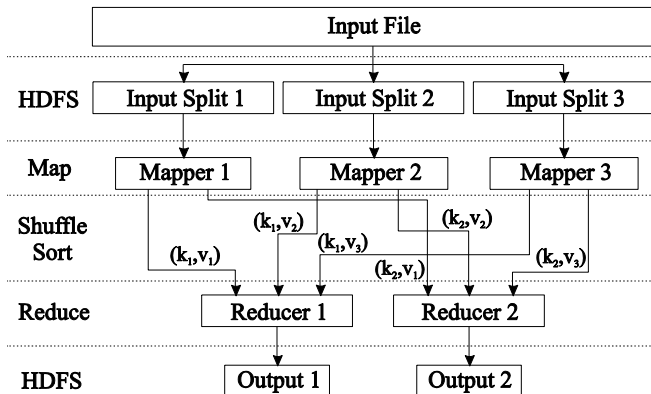 Input File
HDFS
Input Split 1
Input Split 2
Input Split 3
Map
Mapper 1
Mapper 2
Mapper 3
Shuffle
Sort
(k₁,v₁)
(k₁,v₂)
(k₁,v₃)
(k₂,v₁)
(k₂,v₂)
(k₂,v₃)
Reduce
Reducer 1
Reducer 2
HDFS
Output 1
Output 2